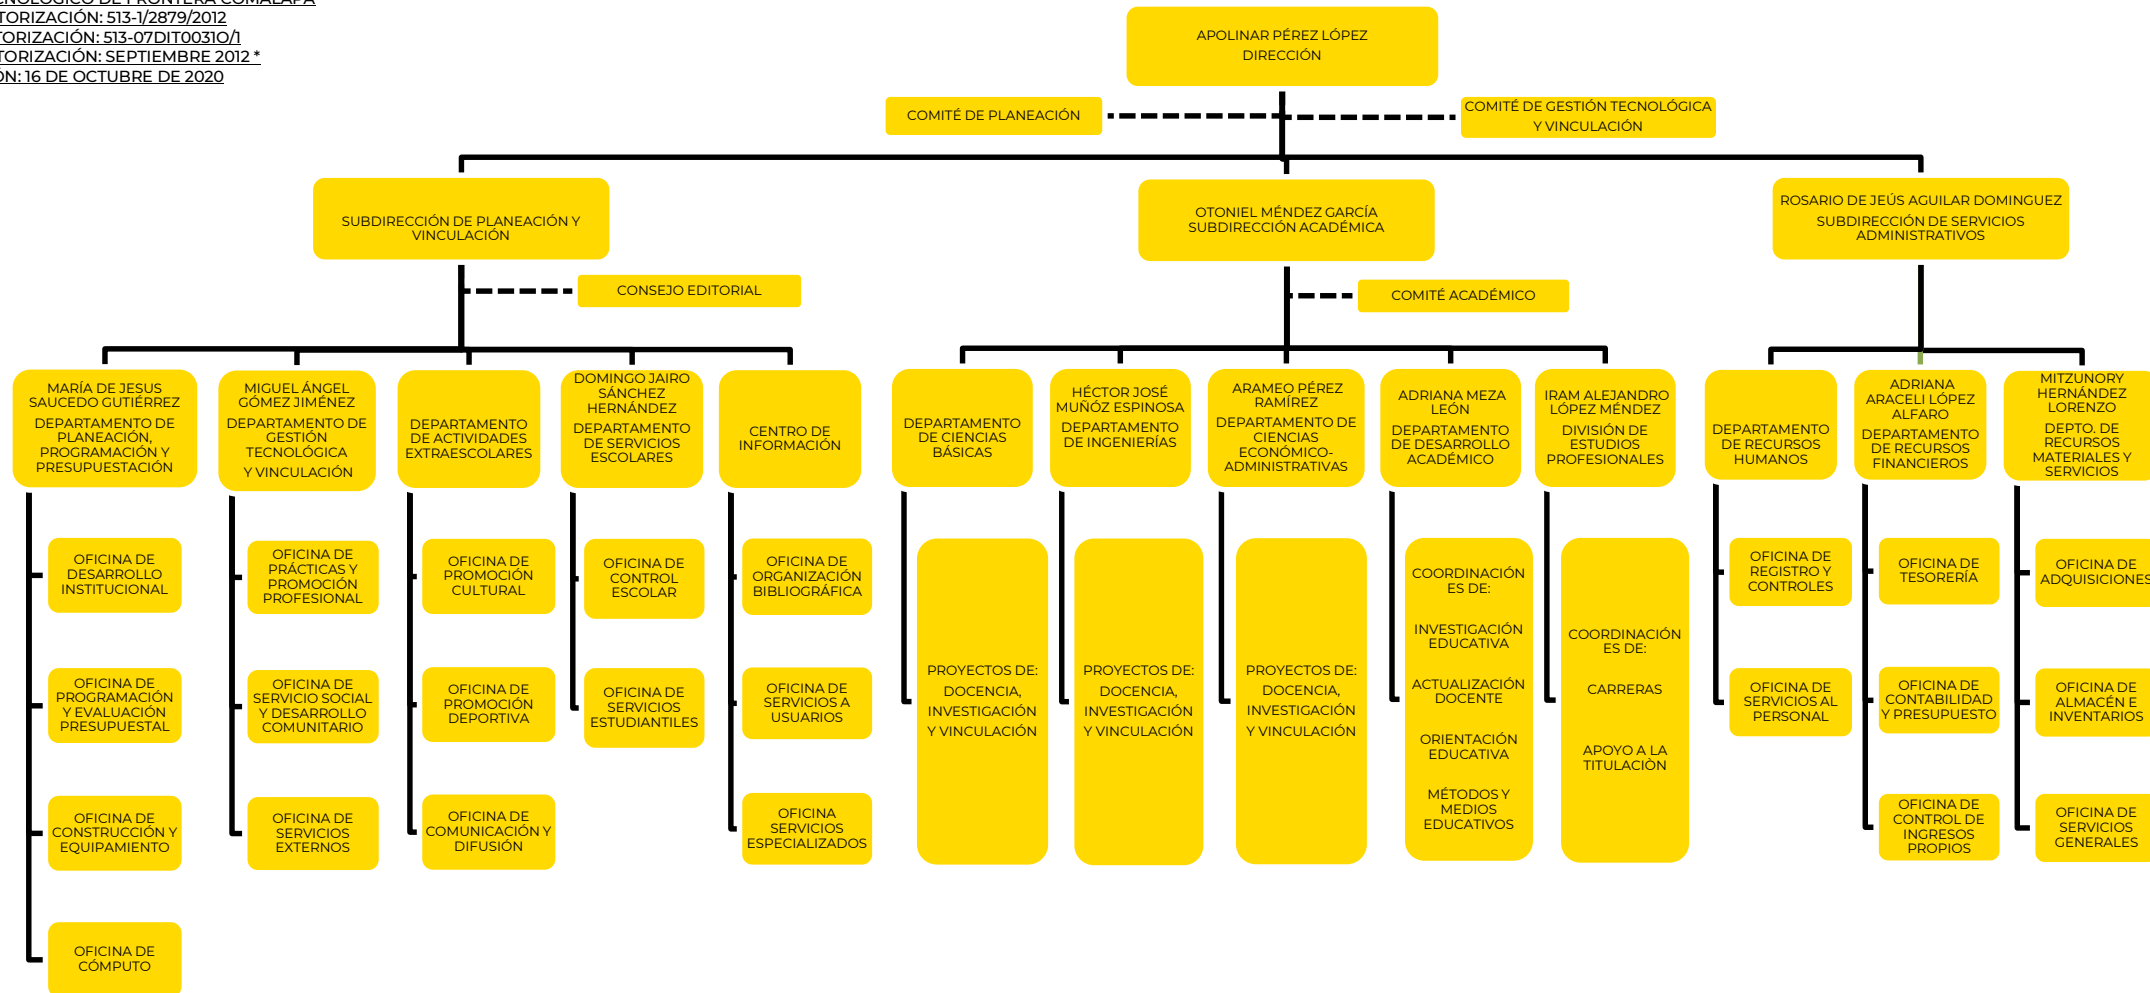 TORIZACIÓN: 513-1/2879/2012
TORIZACIÓN: 513-07DIT0031O/1
TORIZACIÓN: SEPTIEMBRE 2012 *
ÓN: 16 DE OCTUBRE DE 2020
APOLINAR PÉREZ LÓPEZ
DIRECCIÓN
COMITÉ DE PLANEACIÓN
COMITÉ DE GESTIÓN TECNOLÓGICA
Y VINCULACIÓN
SUBDIRECCIÓN DE PLANEACIÓN Y
VINCULACIÓN
OTONIEL MÉNDEZ GARCÍA
SUBDIRECCIÓN ACADÉMICA
ROSARIO DE JEÚS AGUILAR DOMINGUEZ
SUBDIRECCIÓN DE SERVICIOS
ADMINISTRATIVOS
CONSEJO EDITORIAL
COMITÉ ACADÉMICO
MARÍA DE JESUS
SAUCEDO GUTIÉRREZ
DEPARTAMENTO DE
PLANEACIÓN,
PROGRAMACIÓN Y
PRESUPUESTACIÓN
MIGUEL ÁNGEL
GÓMEZ JIMÉNEZ
DEPARTAMENTO DE
GESTIÓN
TECNOLÓGICA
Y VINCULACIÓN
DEPARTAMENTO
DE ACTIVIDADES
EXTRAESCOLARES
DOMINGO JAIRO
SÁNCHEZ
HERNÁNDEZ
DEPARTAMENTO
DE SERVICIOS
ESCOLARES
CENTRO DE
INFORMACIÓN
DEPARTAMENTO
DE CIENCIAS
BÁSICAS
HÉCTOR JOSÉ
MUÑÓZ ESPINOSA
DEPARTAMENTO
DE INGENIERÍAS
ARAMEO PÉREZ
RAMÍREZ
DEPARTAMENTO DE
CIENCIAS
ECONÓMICO-
ADMINISTRATIVAS
ADRIANA MEZA
LEÓN
DEPARTAMENTO
DE DESARROLLO
ACADÉMICO
IRAM ALEJANDRO
LÓPEZ MÉNDEZ
DIVISIÓN DE
ESTUDIOS
PROFESIONALES
DEPARTAMENTO
DE RECURSOS
HUMANOS
ADRIANA
ARACELI LÓPEZ
ALFARO
DEPARTAMENTO
DE RECURSOS
FINANCIEROS
MITZUNORY
HERNÁNDEZ
LORENZO
DEPTO. DE
RECURSOS
MATERIALES Y
SERVICIOS
OFICINA DE
DESARROLLO
INSTITUCIONAL
OFICINA DE
PROGRAMACIÓN
Y EVALUACIÓN
PRESUPUESTAL
OFICINA DE
CONSTRUCCIÓN Y
EQUIPAMIENTO
OFICINA DE
CÓMPUTO
OFICINA DE
PRÁCTICAS Y
PROMOCIÓN
PROFESIONAL
OFICINA DE
SERVICIO SOCIAL
Y DESARROLLO
COMUNITARIO
OFICINA DE
SERVICIOS
EXTERNOS
OFICINA DE
PROMOCIÓN
CULTURAL
OFICINA DE
PROMOCIÓN
DEPORTIVA
OFICINA DE
COMUNICACIÓN Y
DIFUSIÓN
OFICINA DE
CONTROL
ESCOLAR
OFICINA DE
SERVICIOS
ESTUDIANTILES
OFICINA DE
ORGANIZACIÓN
BIBLIOGRÁFICA
OFICINA DE
SERVICIOS A
USUARIOS
OFICINA
SERVICIOS
ESPECIALIZADOS
PROYECTOS DE:
DOCENCIA,
INVESTIGACIÓN
Y VINCULACIÓN
PROYECTOS DE:
DOCENCIA,
INVESTIGACIÓN
Y VINCULACIÓN
PROYECTOS DE:
DOCENCIA,
INVESTIGACIÓN
Y VINCULACIÓN
COORDINACIÓN
ES DE:
INVESTIGACIÓN
EDUCATIVA
ACTUALIZACIÓN
DOCENTE
ORIENTACIÓN
EDUCATIVA
MÉTODOS Y
MEDIOS
EDUCATIVOS
COORDINACIÓN
ES DE:
CARRERAS
APOYO A LA
TITULACIÒN
OFICINA DE
REGISTRO Y
CONTROLES
OFICINA DE
SERVICIOS AL
PERSONAL
OFICINA DE
TESORERÍA
OFICINA DE
CONTABILIDAD
Y PRESUPUESTO
OFICINA DE
CONTROL DE
INGRESOS
PROPIOS
OFICINA DE
ADQUISICIONES
OFICINA DE
ALMACÉN E
INVENTARIOS
OFICINA DE
SERVICIOS
GENERALES